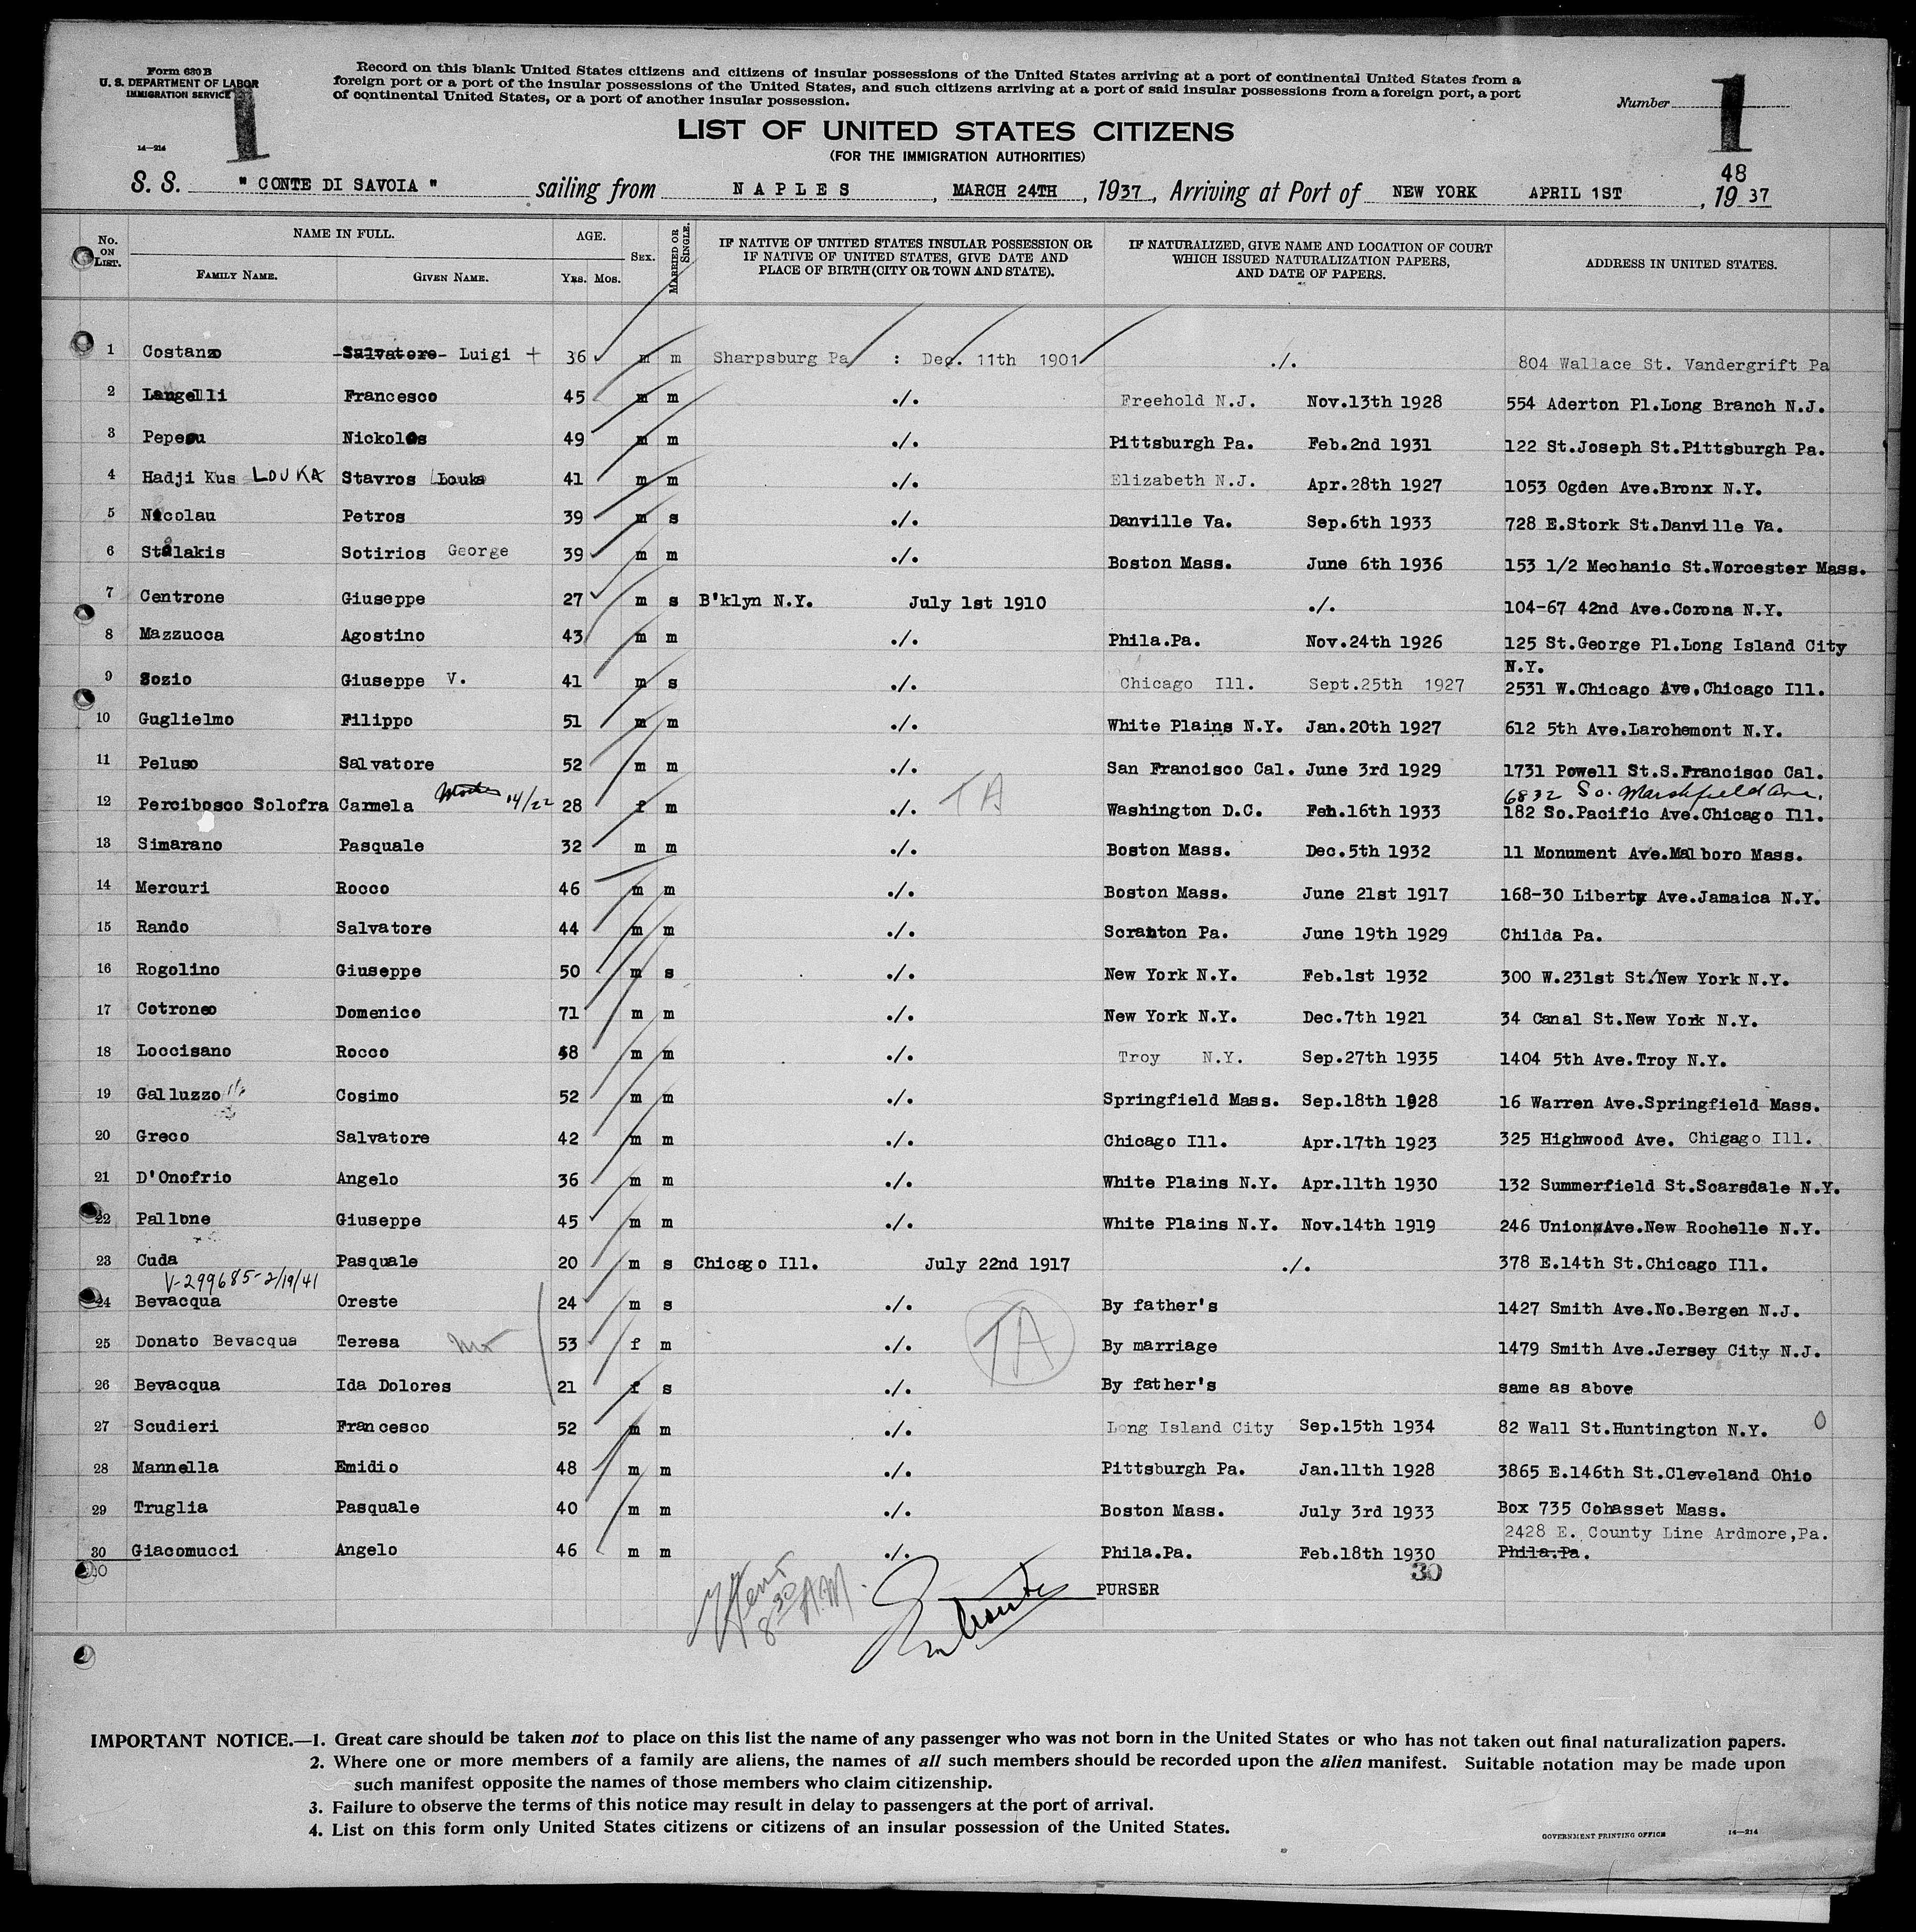 Form 630 B
U. S. DEPARTMENT OF LABOR
IMMIGRATION SERVICE
1
14—214
Record on this blank United States citizens and citizens of insular possessions of the United States arriving at a port of continental United States from a
foreign port or a port of the insular possessions of the United States, and such citizens arriving at a port of said insular possessions from a foreign port, a port
of continental United States, or a port of another insular possession.
Number 1
LIST OF UNITED STATES CITIZENS
(FOR THE IMMIGRATION AUTHORITIES)
48
S. S. " CONTE DI SAVOIA " sailing from NAPLES, MARCH 24TH, 1937, Arriving at Port of NEW YORK APRIL 1ST, 1937
No. ON LIST. NAME IN FULL. FAMILY NAME. GIVEN NAME. AGE. YRS. MOS. SEX. MARRIED OR SINGLE. IF NATIVE OF UNITED STATES INSULAR POSSESSION OR IF NATIVE OF UNITED STATES, GIVE DATE AND PLACE OF BIRTH (CITY OR TOWN AND STATE). IF NATURALIZED, GIVE NAME AND LOCATION OF COURT WHICH ISSUED NATURALIZATION PAPERS, AND DATE OF PAPERS. ADDRESS IN UNITED STATES.
1 Costanzo -Salvatore- Luigi + 36 m m Sharpsburg Pa : Dec. 11th 1901 ./. 804 Wallace St. Vandergrift Pa
2 Langelli Francesco 45 m m ./. Freehold N.J. Nov.13th 1928 554 Aderton Pl.Long Branch N.J.
3 Pepeu Nickolas 49 m m ./. Pittsburgh Pa. Feb.2nd 1931 122 St.Joseph St.Pittsburgh Pa.
4 Hadji Kus LOUKA Stavros Louka 41 m m ./. Elizabeth N.J. Apr.28th 1927 1053 Ogden Ave.Bronx N.Y.
5 Nicolau Petros 39 m s ./. Danville Va. Sep.6th 1933 728 E.Stork St.Danville Va.
6 Stalakis Sotirios George 39 m m ./. Boston Mass. June 6th 1936 153 1/2 Mechanic St.Worcester Mass.
7 Centrone Giuseppe 27 m s B'klyn N.Y. July 1st 1910 ./. 104-67 42nd Ave.Corona N.Y.
8 Mazzucca Agostino 43 m m ./. Phila.Pa. Nov.24th 1926 125 St.George Pl.Long Island City
N.Y.
9 Sozio Giuseppe V. 41 m s ./. Chicago Ill. Sept.25th 1927 2531 W.Chicago Ave.Chicago Ill.
10 Guglielmo Filippo 51 m m ./. White Plains N.Y. Jan.20th 1927 612 5th Ave.Larchemont N.Y.
11 Peluso Salvatore 52 m m ./. San Francisco Cal. June 3rd 1929 1731 Powell St.S.Francisco Cal.
6832 So. Marshfield Ave.
12 Percibosco Solofra Carmela 14/22 28 f m ./. TA Washington D.C. Feb.16th 1933 182 So.Pacific Ave.Chicago Ill.
13 Simarano Pasquale 32 m m ./. Boston Mass. Dec.5th 1932 11 Monument Ave.Malboro Mass.
14 Mercuri Rocco 46 m m ./. Boston Mass. June 21st 1917 168-30 Liberty Ave.Jamaica N.Y.
15 Rando Salvatore 44 m m ./. Scranton Pa. June 19th 1929 Childa Pa.
16 Rogolino Giuseppe 50 m s ./. New York N.Y. Feb.1st 1932 300 W.231st St.New York N.Y.
17 Cotroneo Domenico 71 m m ./. New York N.Y. Dec.7th 1921 34 Canal St.New York N.Y.
18 Loccisano Rocco 48 m m ./. Troy N.Y. Sep.27th 1935 1404 5th Ave.Troy N.Y.
19 Galluzzo Cosimo 52 m m ./. Springfield Mass. Sep.18th 1928 16 Warren Ave.Springfield Mass.
20 Greco Salvatore 42 m m ./. Chicago Ill. Apr.17th 1923 325 Highwood Ave. Chigago Ill.
21 D'Onofrio Angelo 36 m m ./. White Plains N.Y. Apr.11th 1930 132 Summerfield St.Scarsdale N.Y.
22 Pallone Giuseppe 45 m m ./. White Plains N.Y. Nov.14th 1919 246 Union Ave.New Rochelle N.Y.
23 Cuda Pasquale 20 m s Chicago Ill. July 22nd 1917 ./. 378 E.14th St.Chicago Ill.
V-299685-2/19/41
24 Bevacqua Oreste 24 m s ./. By father's 1427 Smith Ave.No.Bergen N.J.
25 Donato Bevacqua Teresa 53 f m ./. TA By marriage 1479 Smith Ave.Jersey City N.J.
26 Bevacqua Ida Dolores 21 f s ./. By father's same as above
27 Scudieri Francesco 52 m m ./. Long Island City Sep.15th 1934 82 Wall St.Huntington N.Y. 0
28 Mannella Emidio 48 m m ./. Pittsburgh Pa. Jan.11th 1928 3865 E.146th St.Cleveland Ohio
29 Truglia Pasquale 40 m m ./. Boston Mass. July 3rd 1933 Box 735 Cohasset Mass.
2428 E. County Line Ardmore,Pa.
30 Giacomucci Angelo 46 m m ./. Phila.Pa. Feb.18th 1930 Phila.Pa.
30
8 30 AM
PURSER
IMPORTANT NOTICE.—1. Great care should be taken not to place on this list the name of any passenger who was not born in the United States or who has not taken out final naturalization papers.
2. Where one or more members of a family are aliens, the names of all such members should be recorded upon the alien manifest. Suitable notation may be made upon
such manifest opposite the names of those members who claim citizenship.
3. Failure to observe the terms of this notice may result in delay to passengers at the port of arrival.
4. List on this form only United States citizens or citizens of an insular possession of the United States.
GOVERNMENT PRINTING OFFICE 14—214